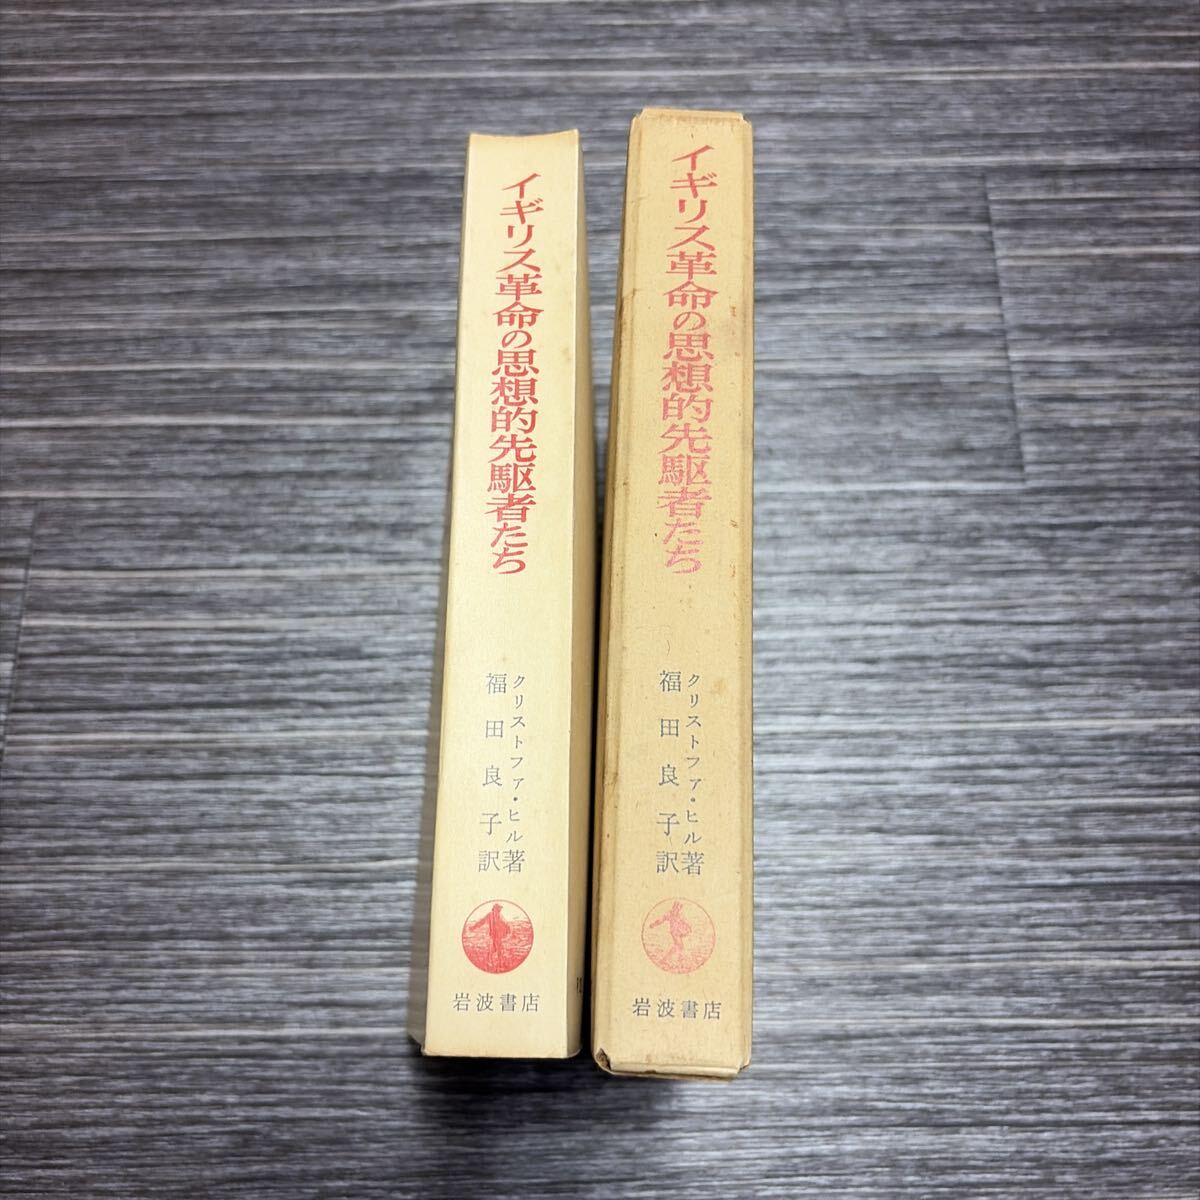 イギリス革命の思想的先駆者たち
クリストファ・ヒル著
福田良子訳
岩波書店
イギリス革命の思想的先駆者たち
クリストファ・ヒル著
福田良子訳
岩波書店